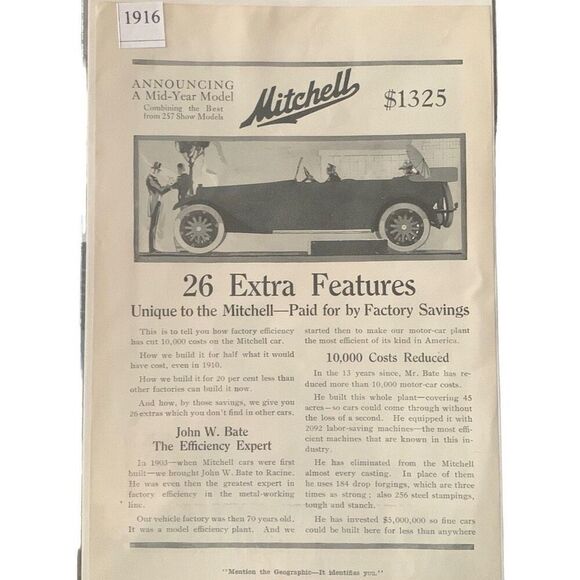 1916
ANNOUNCING
A Mid-Year Model
Combining the Best
from 257 Show Models
Mitchell
$1325
26 Extra Features
Unique to the Mitchell—Paid for by Factory Savings
This is to tell you how factory efficiency
has cut 10,000 costs on the Mitchell car.
How we build it for half what it would
have cost, even in 1910.
How we build it for 20 per cent less than
other factories can build it now.
And how, by those savings, we give you
26 extras which you don't find in other cars.
John W. Bate
The Efficiency Expert
In 1903—when Mitchell cars were first
built—we brought John W. Bate to Racine.
He was even then the greatest expert in
factory efficiency in the metal-working
line.
Our vehicle factory was then 70 years old.
It was a model efficiency plant. And we
started then to make our motor-car plant
the most efficient of its kind in America.
10,000 Costs Reduced
In the 13 years since, Mr. Bate has re-
duced more than 10,000 motor-car costs.
He built this whole plant—covering 45
acres—so cars could come through without
the loss of a second. He equipped it with
2092 labor-saving machines—the most effi-
cient machines that are known in this in-
dustry.
He has eliminated from the Mitchell
almost every casting. In place of them
he uses 184 drop forgings, which are three
times as strong; also 256 steel stampings,
tough and stanch.
He has invested $5,000,000 so fine cars
could be built here for less than anywhere
"Mention the Geographic—It identifies you."